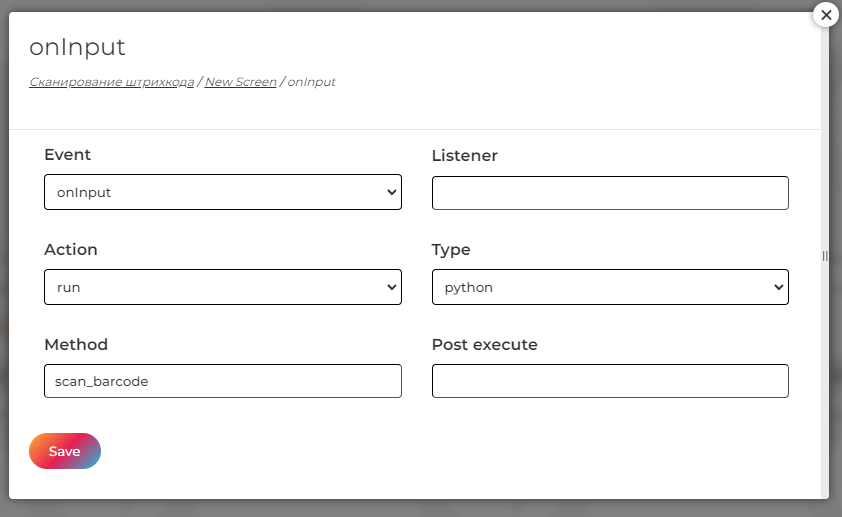 onInput
Сканирование штрихкода / New Screen / onInput
Event
Listener
onInput
Action
Type
run
python
Method
Post execute
scan_barcode
Save